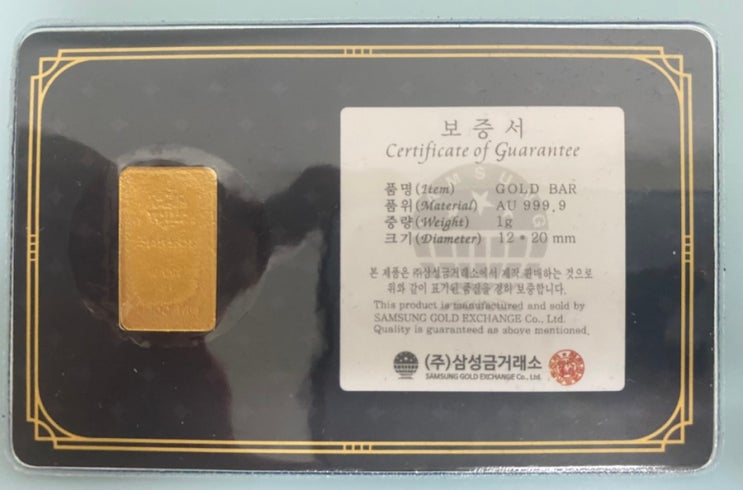 보증서
Certificate of Guarantee
품명(Item) GOLD BAR
품위(Material) AU 999.9
중량(Weight) 1g
크기(Diameter) 12 * 20 mm
본 제품은 (주)삼성금거래소에서 제작 판매하는 것으로
위와 같이 표기된 품질을 정히 보증합니다.
This product is manufactured and sold by
SAMSUNG GOLD EXCHANGE Co., Ltd.
Quality is guaranteed as above mentioned.
(주)삼성금거래소
SAMSUNG GOLD EXCHANGE Co., Ltd.